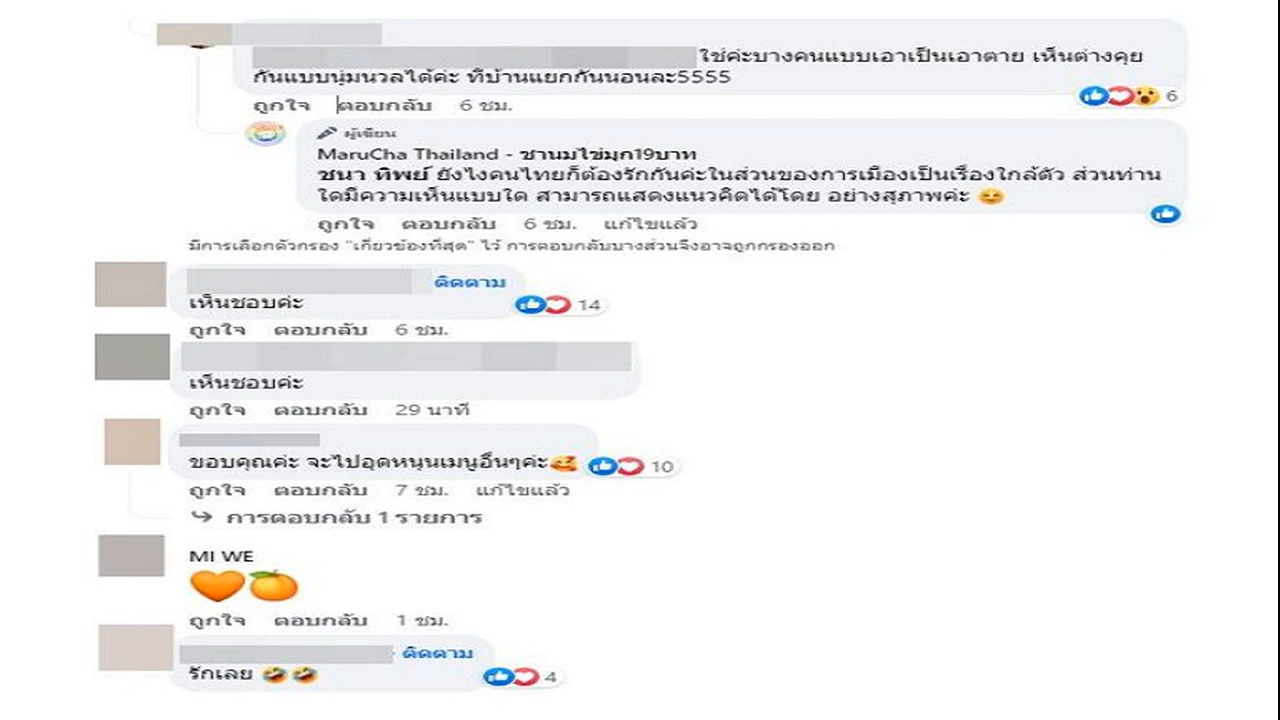 ใช่ค่ะบางคนแบบเอาเป็นเอาตาย เห็นต่างคุย
กันแบบนุ่มนวลได้ค่ะ ที่บ้านแยกกันนอนละ5555
ถูกใจ ตอบกลับ 6 ชม.
6
ผู้เขียน
MaruCha Thailand - ชานมไข่มุก19บาท
ชนา ทิพย์ ยังไงคนไทยก็ต้องรักกันค่ะในส่วนของการเมืองเป็นเรื่องใกล้ตัว ส่วนท่าน
ใดมีความเห็นแบบใด สามารถแสดงแนวคิดได้โดย อย่างสุภาพค่ะ 😊
ถูกใจ ตอบกลับ 6 ชม. แก้ไขแล้ว
มีการเลือกตัวกรอง "เกี่ยวข้องที่สุด" ไว้ การตอบกลับบางส่วนจึงอาจถูกกรองออก
ติดตาม
เห็นชอบค่ะ
14
ถูกใจ ตอบกลับ 6 ชม.
เห็นชอบค่ะ
ถูกใจ ตอบกลับ 29 นาที
ขอบคุณค่ะ จะไปอุดหนุนเมนูอื่นๆค่ะ🥰
10
ถูกใจ ตอบกลับ 7 ชม. แก้ไขแล้ว
การตอบกลับ 1 รายการ
MI WE
🧡🍊
ถูกใจ ตอบกลับ 1 ชม.
ติดตาม
รักเลย 🤣🤣
4